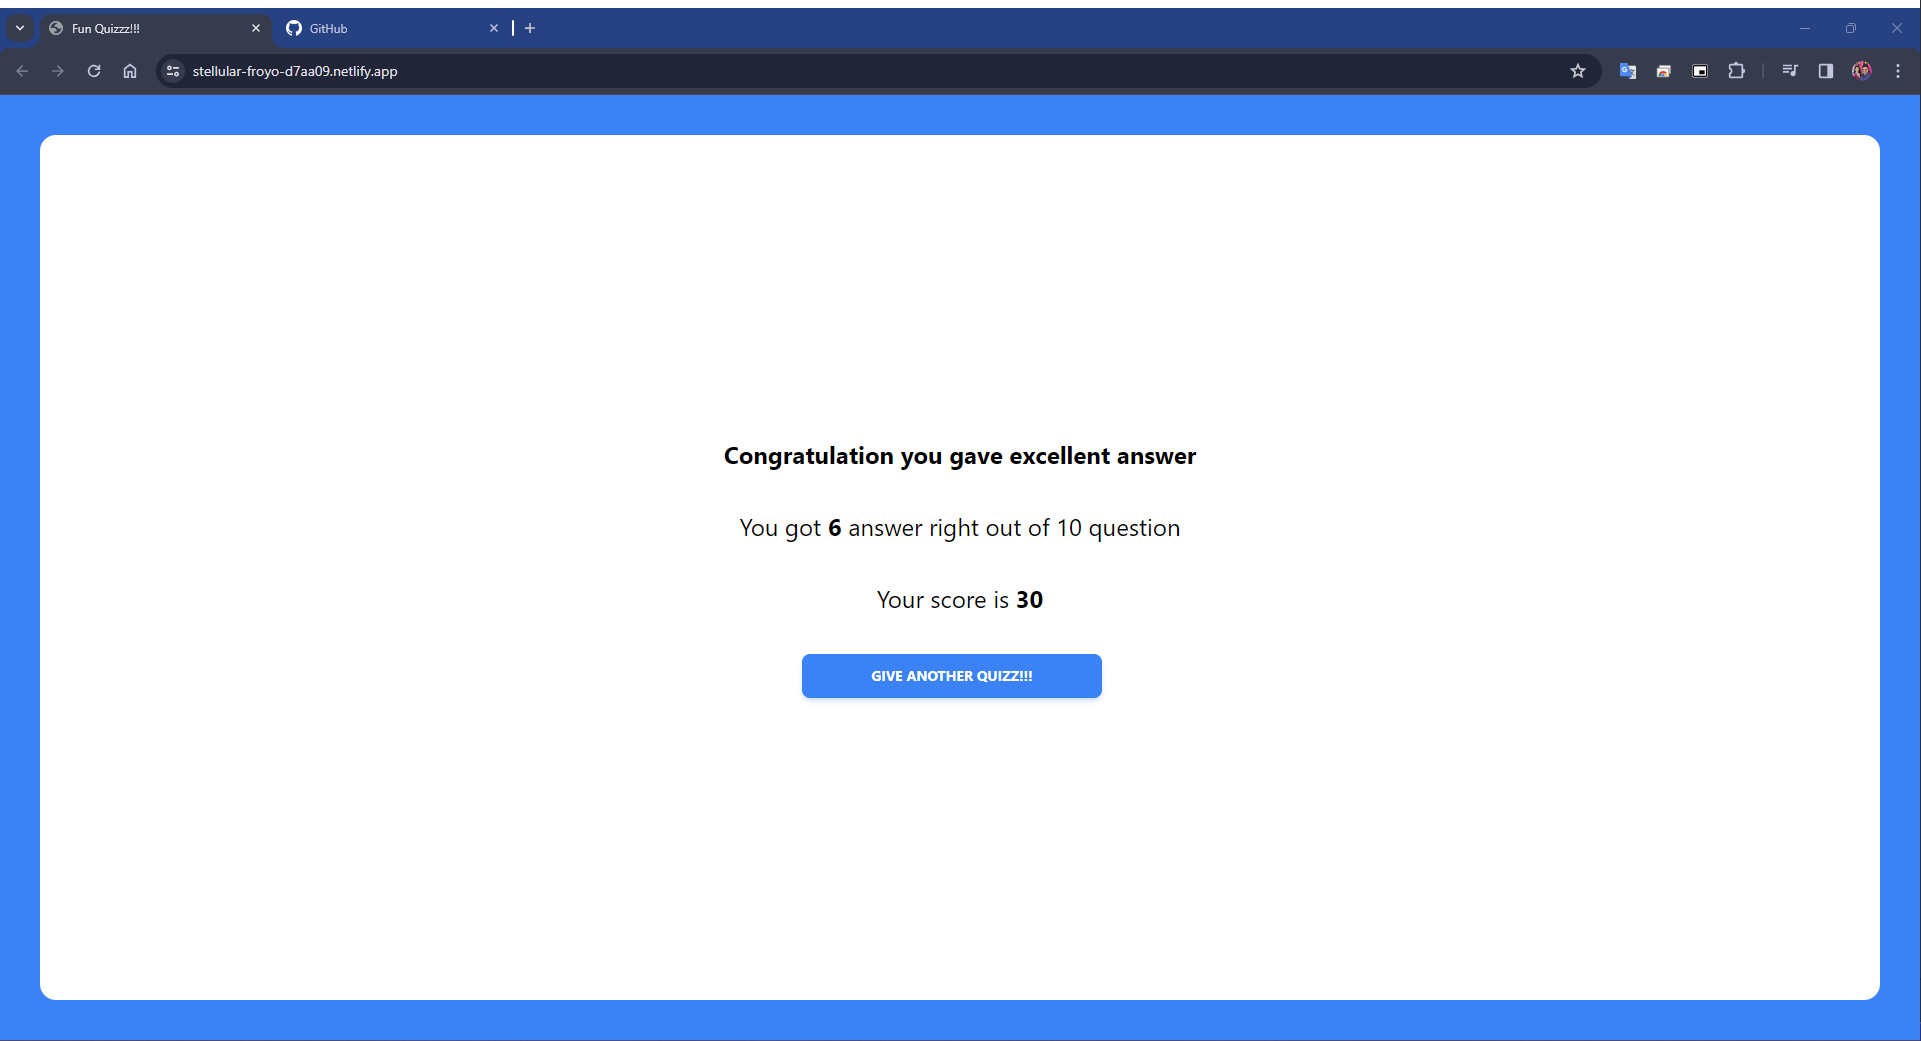 Fun Quizzz!!!
GitHub
stellular-froyo-d7aa09.netlify.app
Congratulation you gave excellent answer
You got 6 answer right out of 10 question
Your score is 30
GIVE ANOTHER QUIZZ!!!